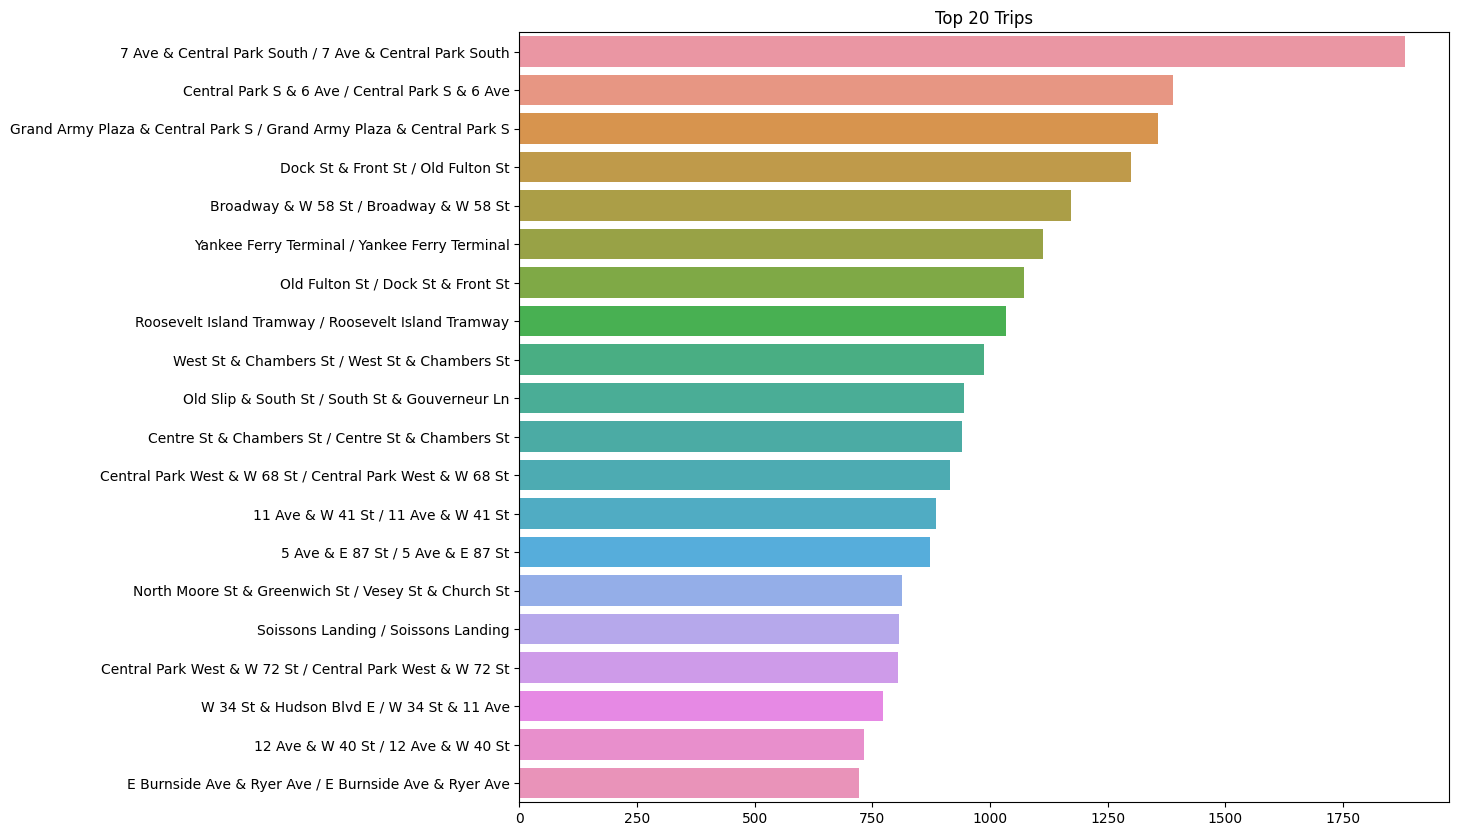 Top 20 Trips
7 Ave & Central Park South / 7 Ave & Central Park South
Central Park S & 6 Ave / Central Park S & 6 Ave
Grand Army Plaza & Central Park S / Grand Army Plaza & Central Park S
Dock St & Front St / Old Fulton St
Broadway & W 58 St / Broadway & W 58 St
Yankee Ferry Terminal / Yankee Ferry Terminal
Old Fulton St / Dock St & Front St
Roosevelt Island Tramway / Roosevelt Island Tramway
West St & Chambers St / West St & Chambers St
Old Slip & South St / South St & Gouverneur Ln
Centre St & Chambers St / Centre St & Chambers St
Central Park West & W 68 St / Central Park West & W 68 St
11 Ave & W 41 St / 11 Ave & W 41 St
5 Ave & E 87 St / 5 Ave & E 87 St
North Moore St & Greenwich St / Vesey St & Church St
Soissons Landing / Soissons Landing
Central Park West & W 72 St / Central Park West & W 72 St
W 34 St & Hudson Blvd E / W 34 St & 11 Ave
12 Ave & W 40 St / 12 Ave & W 40 St
E Burnside Ave & Ryer Ave / E Burnside Ave & Ryer Ave
0 250 500 750 1000 1250 1500 1750